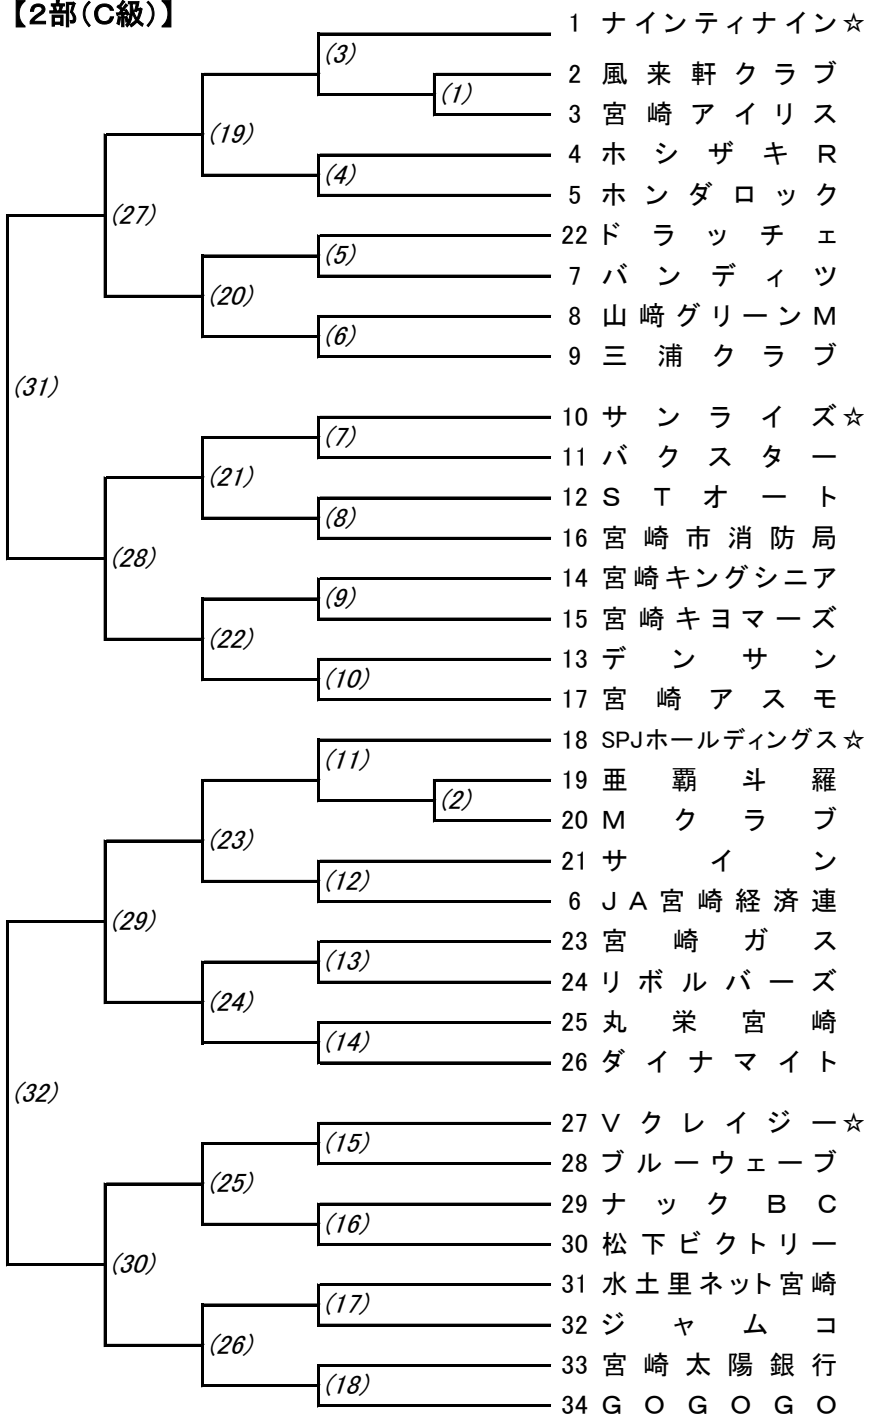 【2部(C級)】
1 ナインティナイン☆
(3)
2 風来軒クラブ
(1)
3 宮崎アイリス
(19)
4 ホシザキR
(4)
5 ホンダロック
(27)
22 ドラッチェ
(5)
7 バンディツ
(20)
8 山﨑グリーンM
(6)
9 三浦クラブ
(31)
10 サンライズ☆
(7)
11 バクスター
(21)
12 STオート
(8)
16 宮崎市消防局
(28)
14 宮崎キングシニア
(9)
15 宮崎キヨマーズ
(22)
13 デンサン
(10)
17 宮崎アスモ
18 SPJホールディングス☆
(11)
19 亜覇斗羅
(2)
20 Mクラブ
(23)
21 サイン
(12)
6 JA宮崎経済連
(29)
23 宮崎ガス
(13)
24 リボルバーズ
(24)
25 丸栄宮崎
(14)
26 ダイナマイト
(32)
27 Vクレイジー☆
(15)
28 ブルーウェーブ
(25)
29 ナックBC
(16)
30 松下ビクトリー
(30)
31 水土里ネット宮崎
(17)
32 ジャムコ
(26)
33 宮崎太陽銀行
(18)
34 GOGOGO